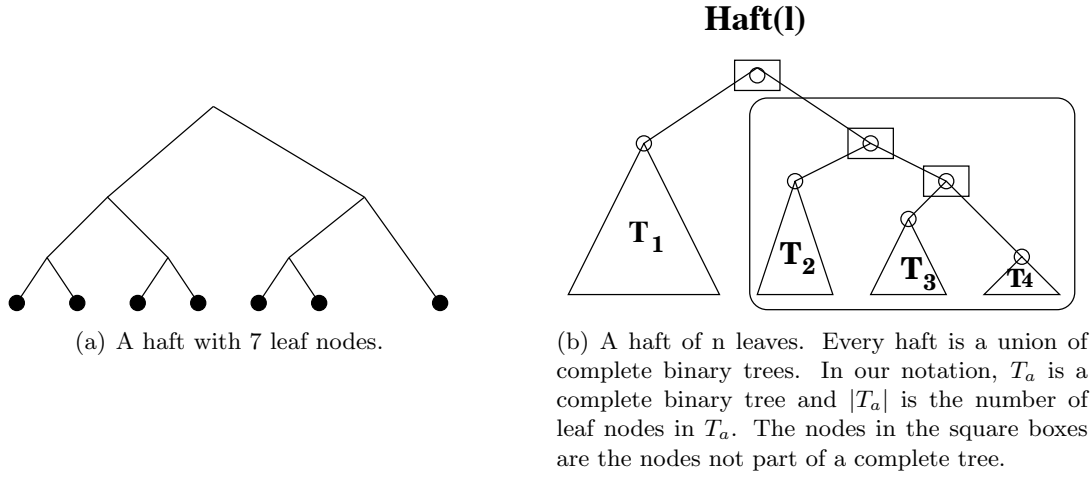 Haft(l)
T1
T2
T3
T4
(a) A haft with 7 leaf nodes.
(b) A haft of n leaves. Every haft is a union of
complete binary trees. In our notation, Ta is a
complete binary tree and |Ta| is the number of
leaf nodes in Ta. The nodes in the square boxes
are the nodes not part of a complete tree.